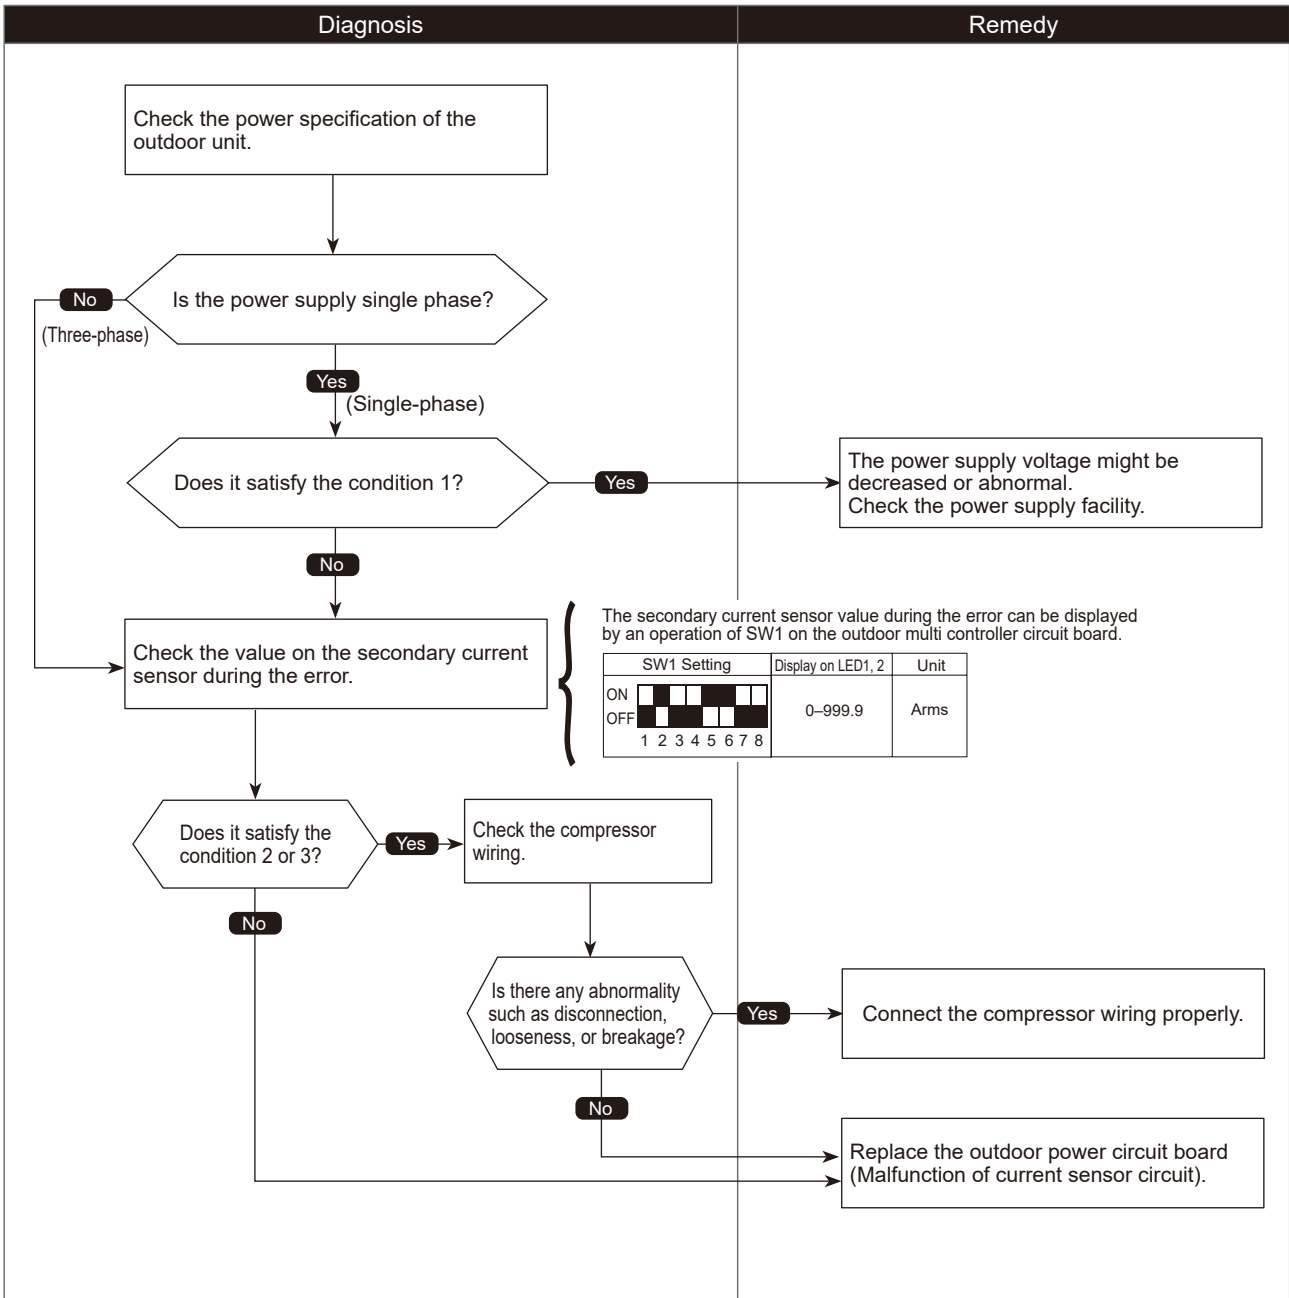 Diagnosis
Remedy
Check the power specification of the
outdoor unit.
Is the power supply single phase?
No
(Three-phase)
Yes
(Single-phase)
Does it satisfy the condition 1?
Yes
The power supply voltage might be
decreased or abnormal.
Check the power supply facility.
No
Check the value on the secondary current
sensor during the error.
The secondary current sensor value during the error can be displayed
by an operation of SW1 on the outdoor multi controller circuit board.
SW1 Setting
Display on LED1, 2
Unit
ON
OFF
1 2 3 4 5 6 7 8
0–999.9
Arms
Does it satisfy the
condition 2 or 3?
Yes
Check the compressor
wiring.
No
Is there any abnormality
such as disconnection,
looseness, or breakage?
Yes
Connect the compressor wiring properly.
No
Replace the outdoor power circuit board
(Malfunction of current sensor circuit).